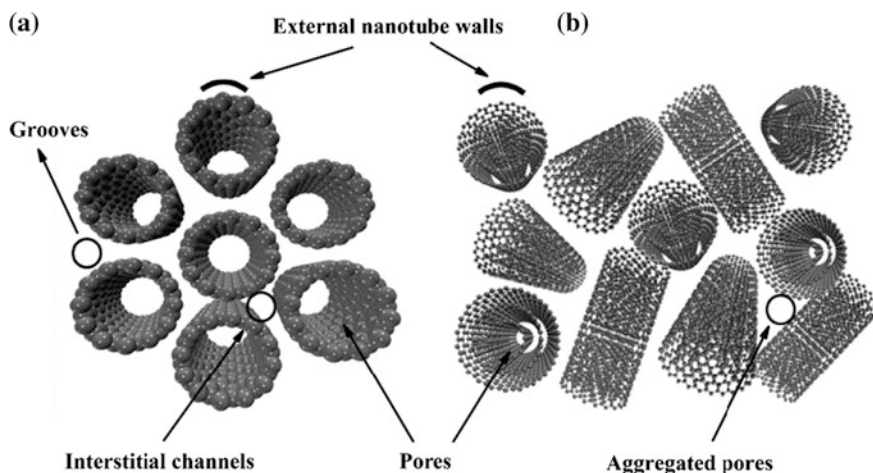 (a)
External nanotube walls
(b)
Grooves
Interstitial channels
Pores
Aggregated pores